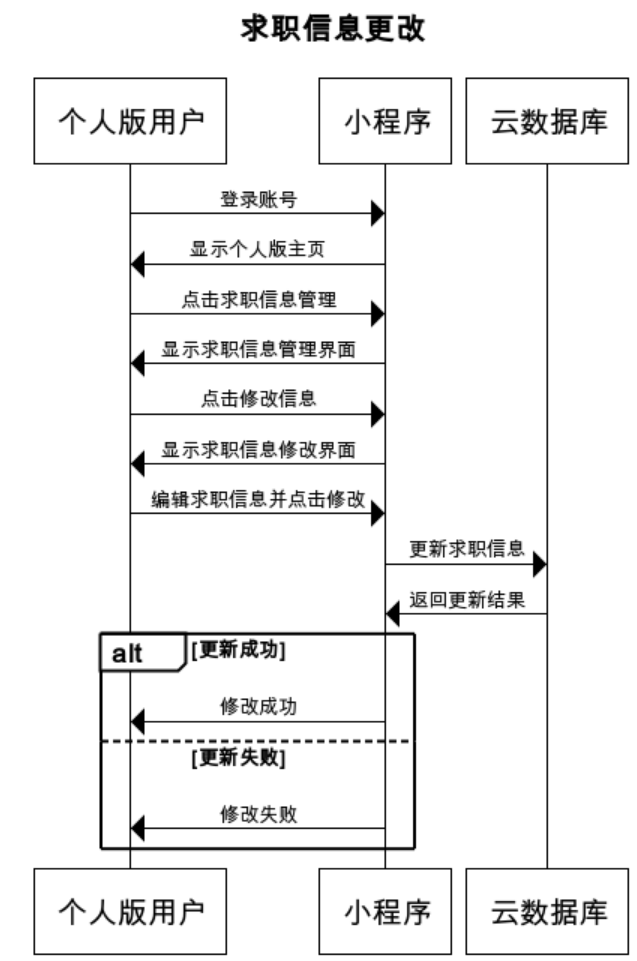 求职信息更改
个人版用户 小程序 云数据库
登录账号
显示个人版主页
点击求职信息管理
显示求职信息管理界面
点击修改信息
显示求职信息修改界面
编辑求职信息并点击修改
更新求职信息
返回更新结果
alt [更新成功]
修改成功
[更新失败]
修改失败
个人版用户 小程序 云数据库